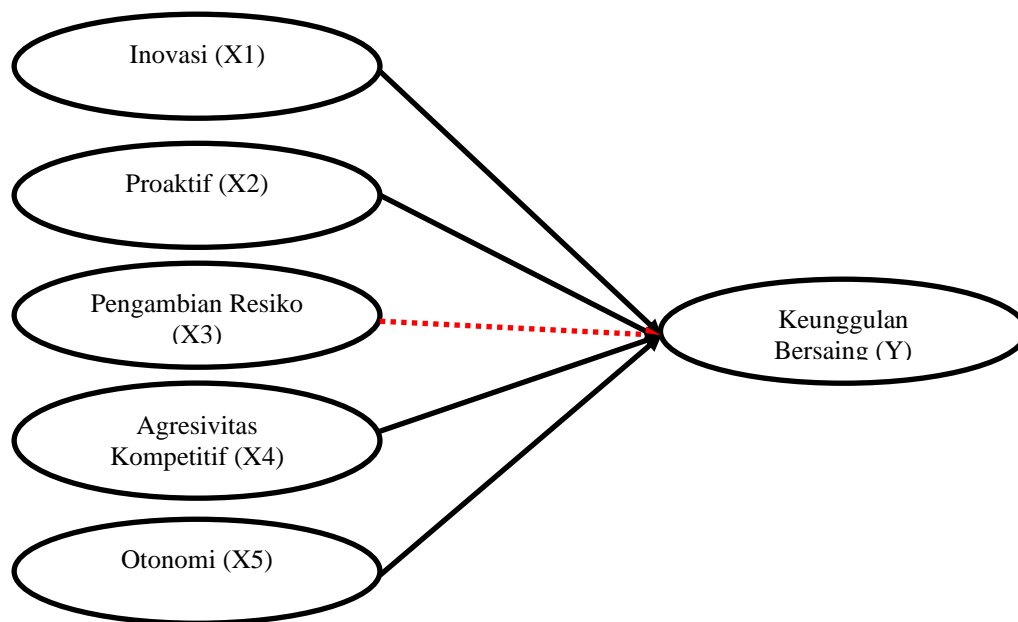 Inovasi (X1)
Proaktif (X2)
Pengambian Resiko
(X3)
Agresivitas
Kompetitif (X4)
Otonomi (X5)
Keunggulan
Bersaing (Y)